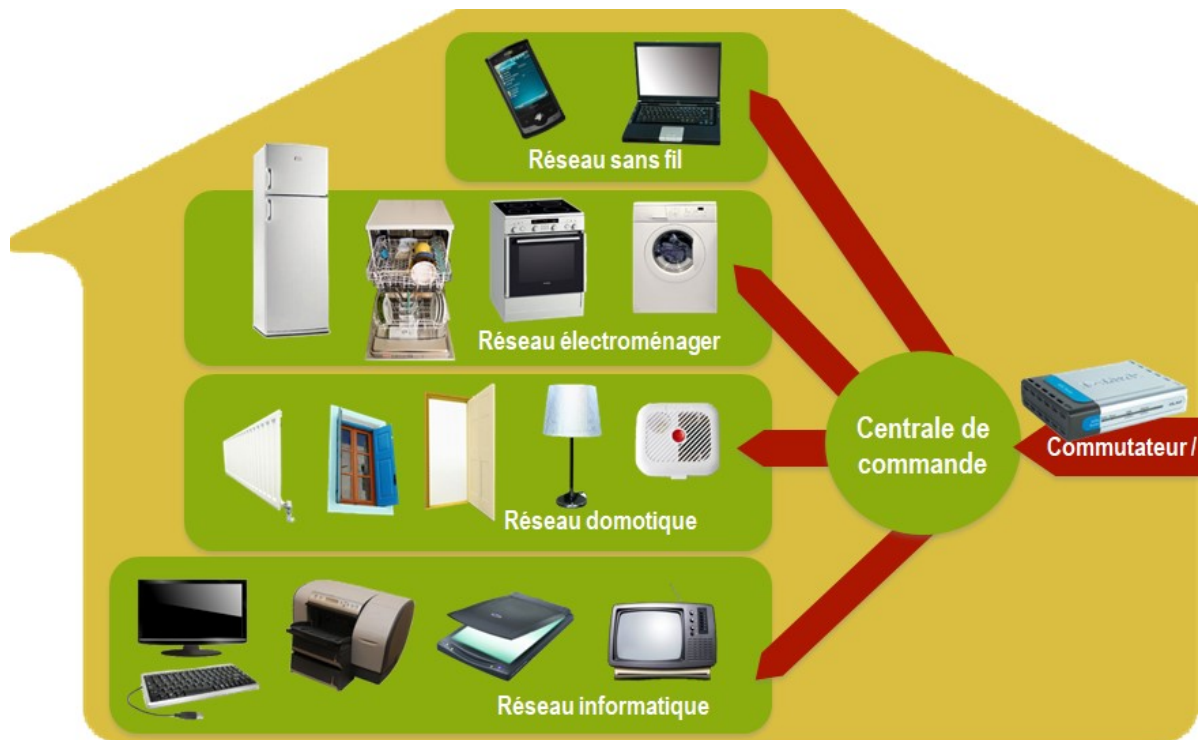 Réseau sans fil
Réseau électroménager
Centrale de
commande
Commutateur /
Réseau domotique
Réseau informatique